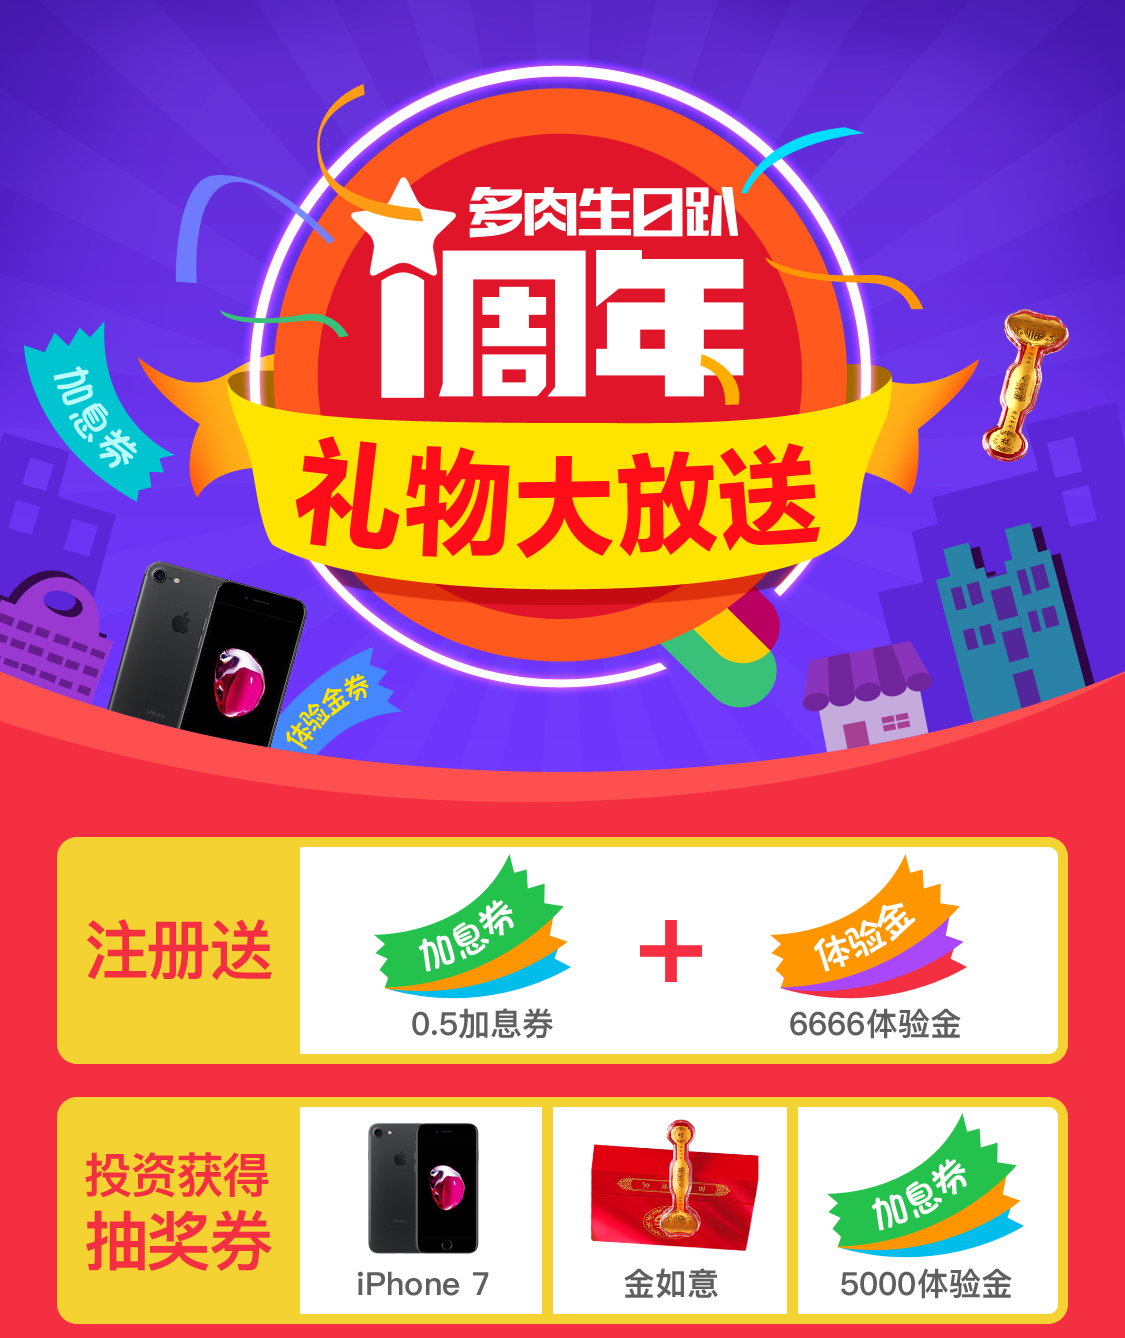 多肉生日趴
1周年
礼物大放送
加息券
体验金券
注册送
加息券
体验金
0.5加息券
6666体验金
投资获得
抽奖券
加息券
iPhone 7
金如意
5000体验金